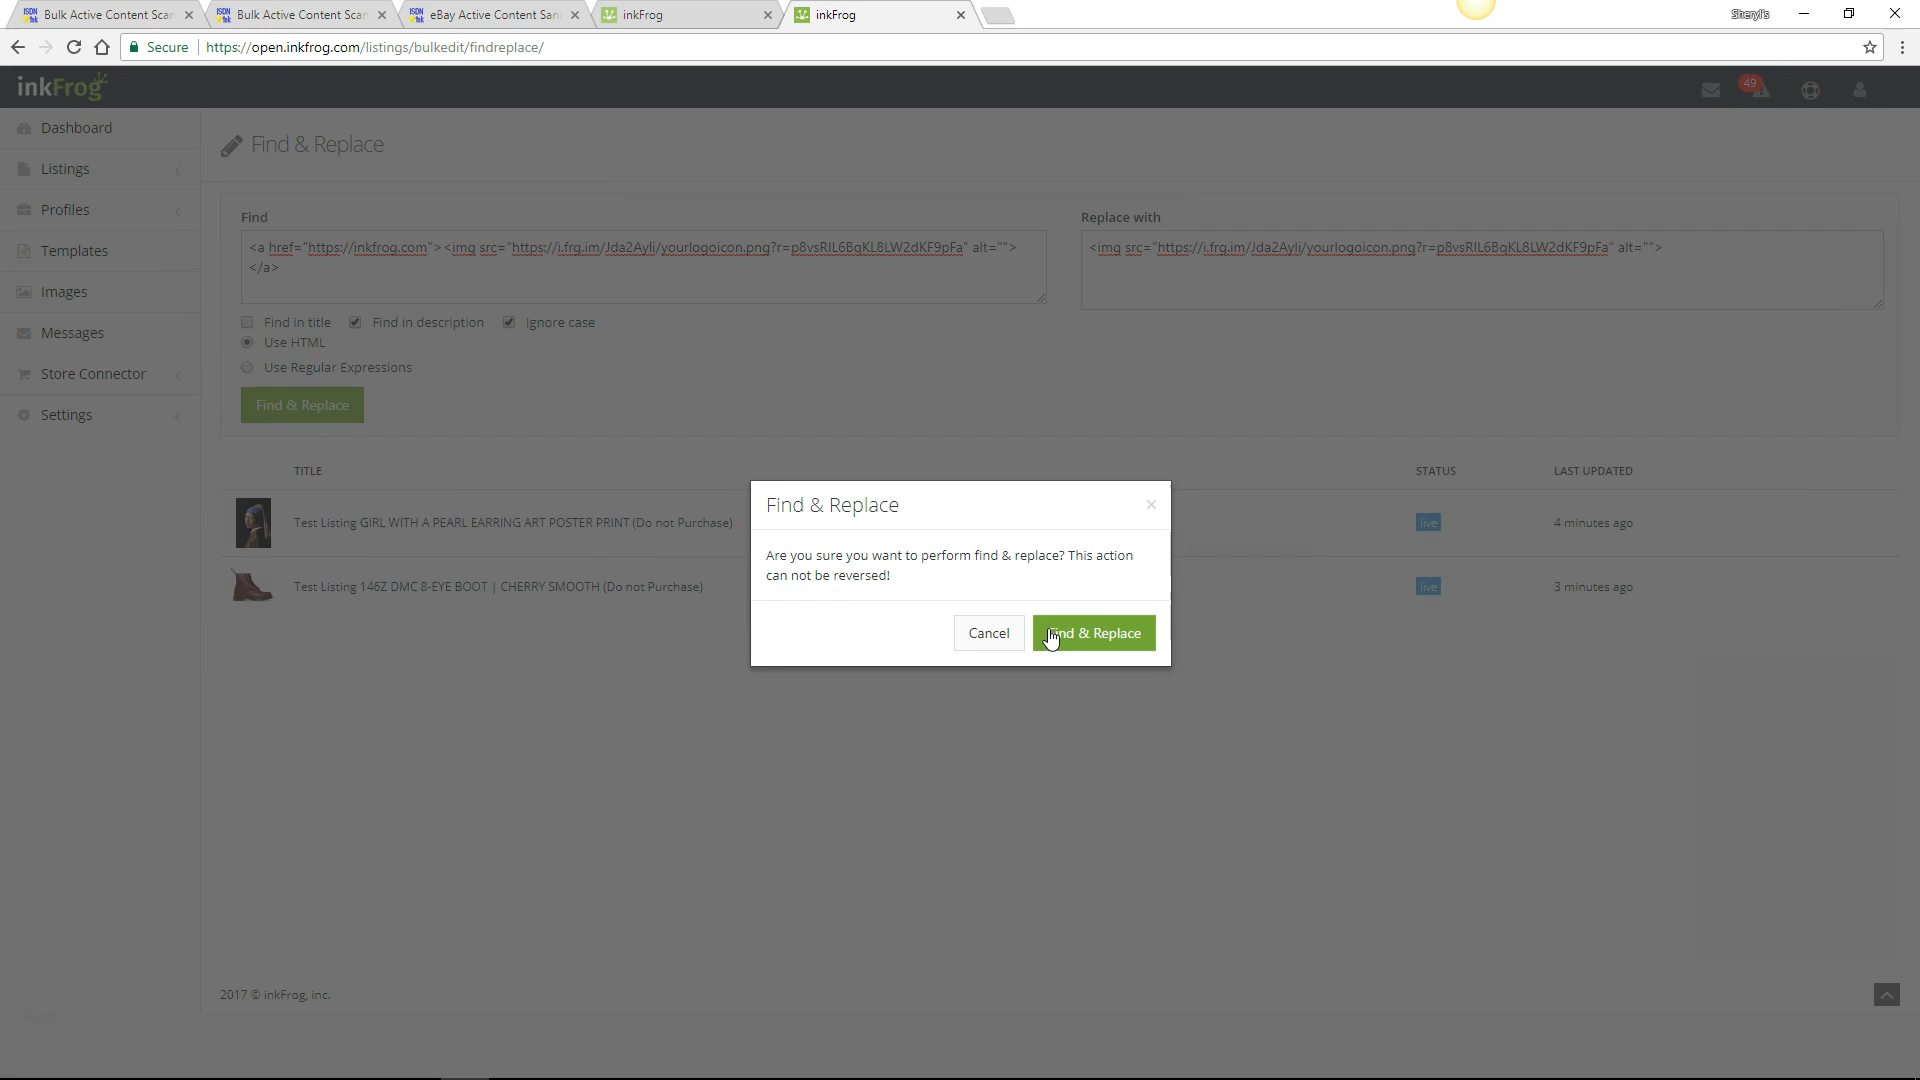 Bulk Active Content Scan
Bulk Active Content Scan
eBay Active Content San
inkFrog
inkFrog
Sheryl's
Secure
https://open.inkfrog.com/listings/bulkedit/findreplace/
inkFrog
49
Dashboard
Listings
Profiles
Templates
Images
Messages
Store Connector
Settings
Find & Replace
Find
<a href="https://inkfrog.com"><img src="https://i.frg.im/Jda2Ayli/yourlogoicon.png?r=p8vsRIL6BqKL8LW2dKF9pFa" alt="">
</a>
Replace with
<img src="https://i.frg.im/Jda2Ayli/yourlogoicon.png?r=p8vsRIL6BqKL8LW2dKF9pFa" alt="">
Find in title Find in description Ignore case
Use HTML
Use Regular Expressions
Find & Replace
TITLE STATUS LAST UPDATED
Test Listing GIRL WITH A PEARL EARRING ART POSTER PRINT (Do not Purchase) live 4 minutes ago
Test Listing 146Z DMC 8-EYE BOOT | CHERRY SMOOTH (Do not Purchase) live 3 minutes ago
Find & Replace
Are you sure you want to perform find & replace? This action
can not be reversed!
Cancel
Find & Replace
2017 © inkFrog, inc.